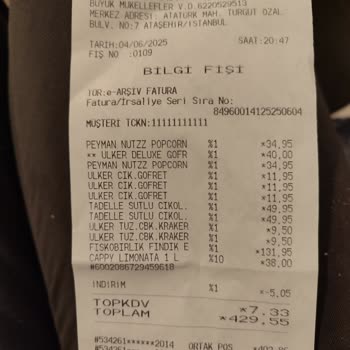 BÜYÜK MÜKELLEFLER V.D.6220529513
MERKEZ ADRESİ: ATATÜRK MAH. TURGUT ÖZAL
BULV. NO:7 ATAŞEHİR/İSTANBUL
TARİH:04/06/2025 SAAT:20:47
FİŞ NO :0109
BİLGİ FİŞİ
TÜR:e-ARŞİV FATURA
Fatura/İrsaliye Seri Sıra No:
84960014125250604
MÜŞTERİ TCKN:11111111111
PEYMAN NUTZZ POPCORN %1 *34,95
** ULKER DELUXE GOFR %1 *40,00
PEYMAN NUTZZ POPCORN %1 *34,95
ULKER CIK.GOFRET %1 *11,95
ULKER CIK.GOFRET %1 *11,95
ULKER CIK.GOFRET %1 *11,95
TADELLE SUTLU CIKOL. %1 *49,95
TADELLE SUTLU CIKOL. %1 *49,95
ULKER TUZ.CBK.KRAKER %1 *9,50
ULKER TUZ.CBK.KRAKER %1 *9,50
FISKOBIRLIK FINDIK E %1 *131,95
CAPPY LIMONATA 1 L %10 *38,00
#6002086729459618
İNDİRİM %1 *-5,05
TOPKDV *7,33
TOPLAM *429,55
#534261******2014 ORTAK POS